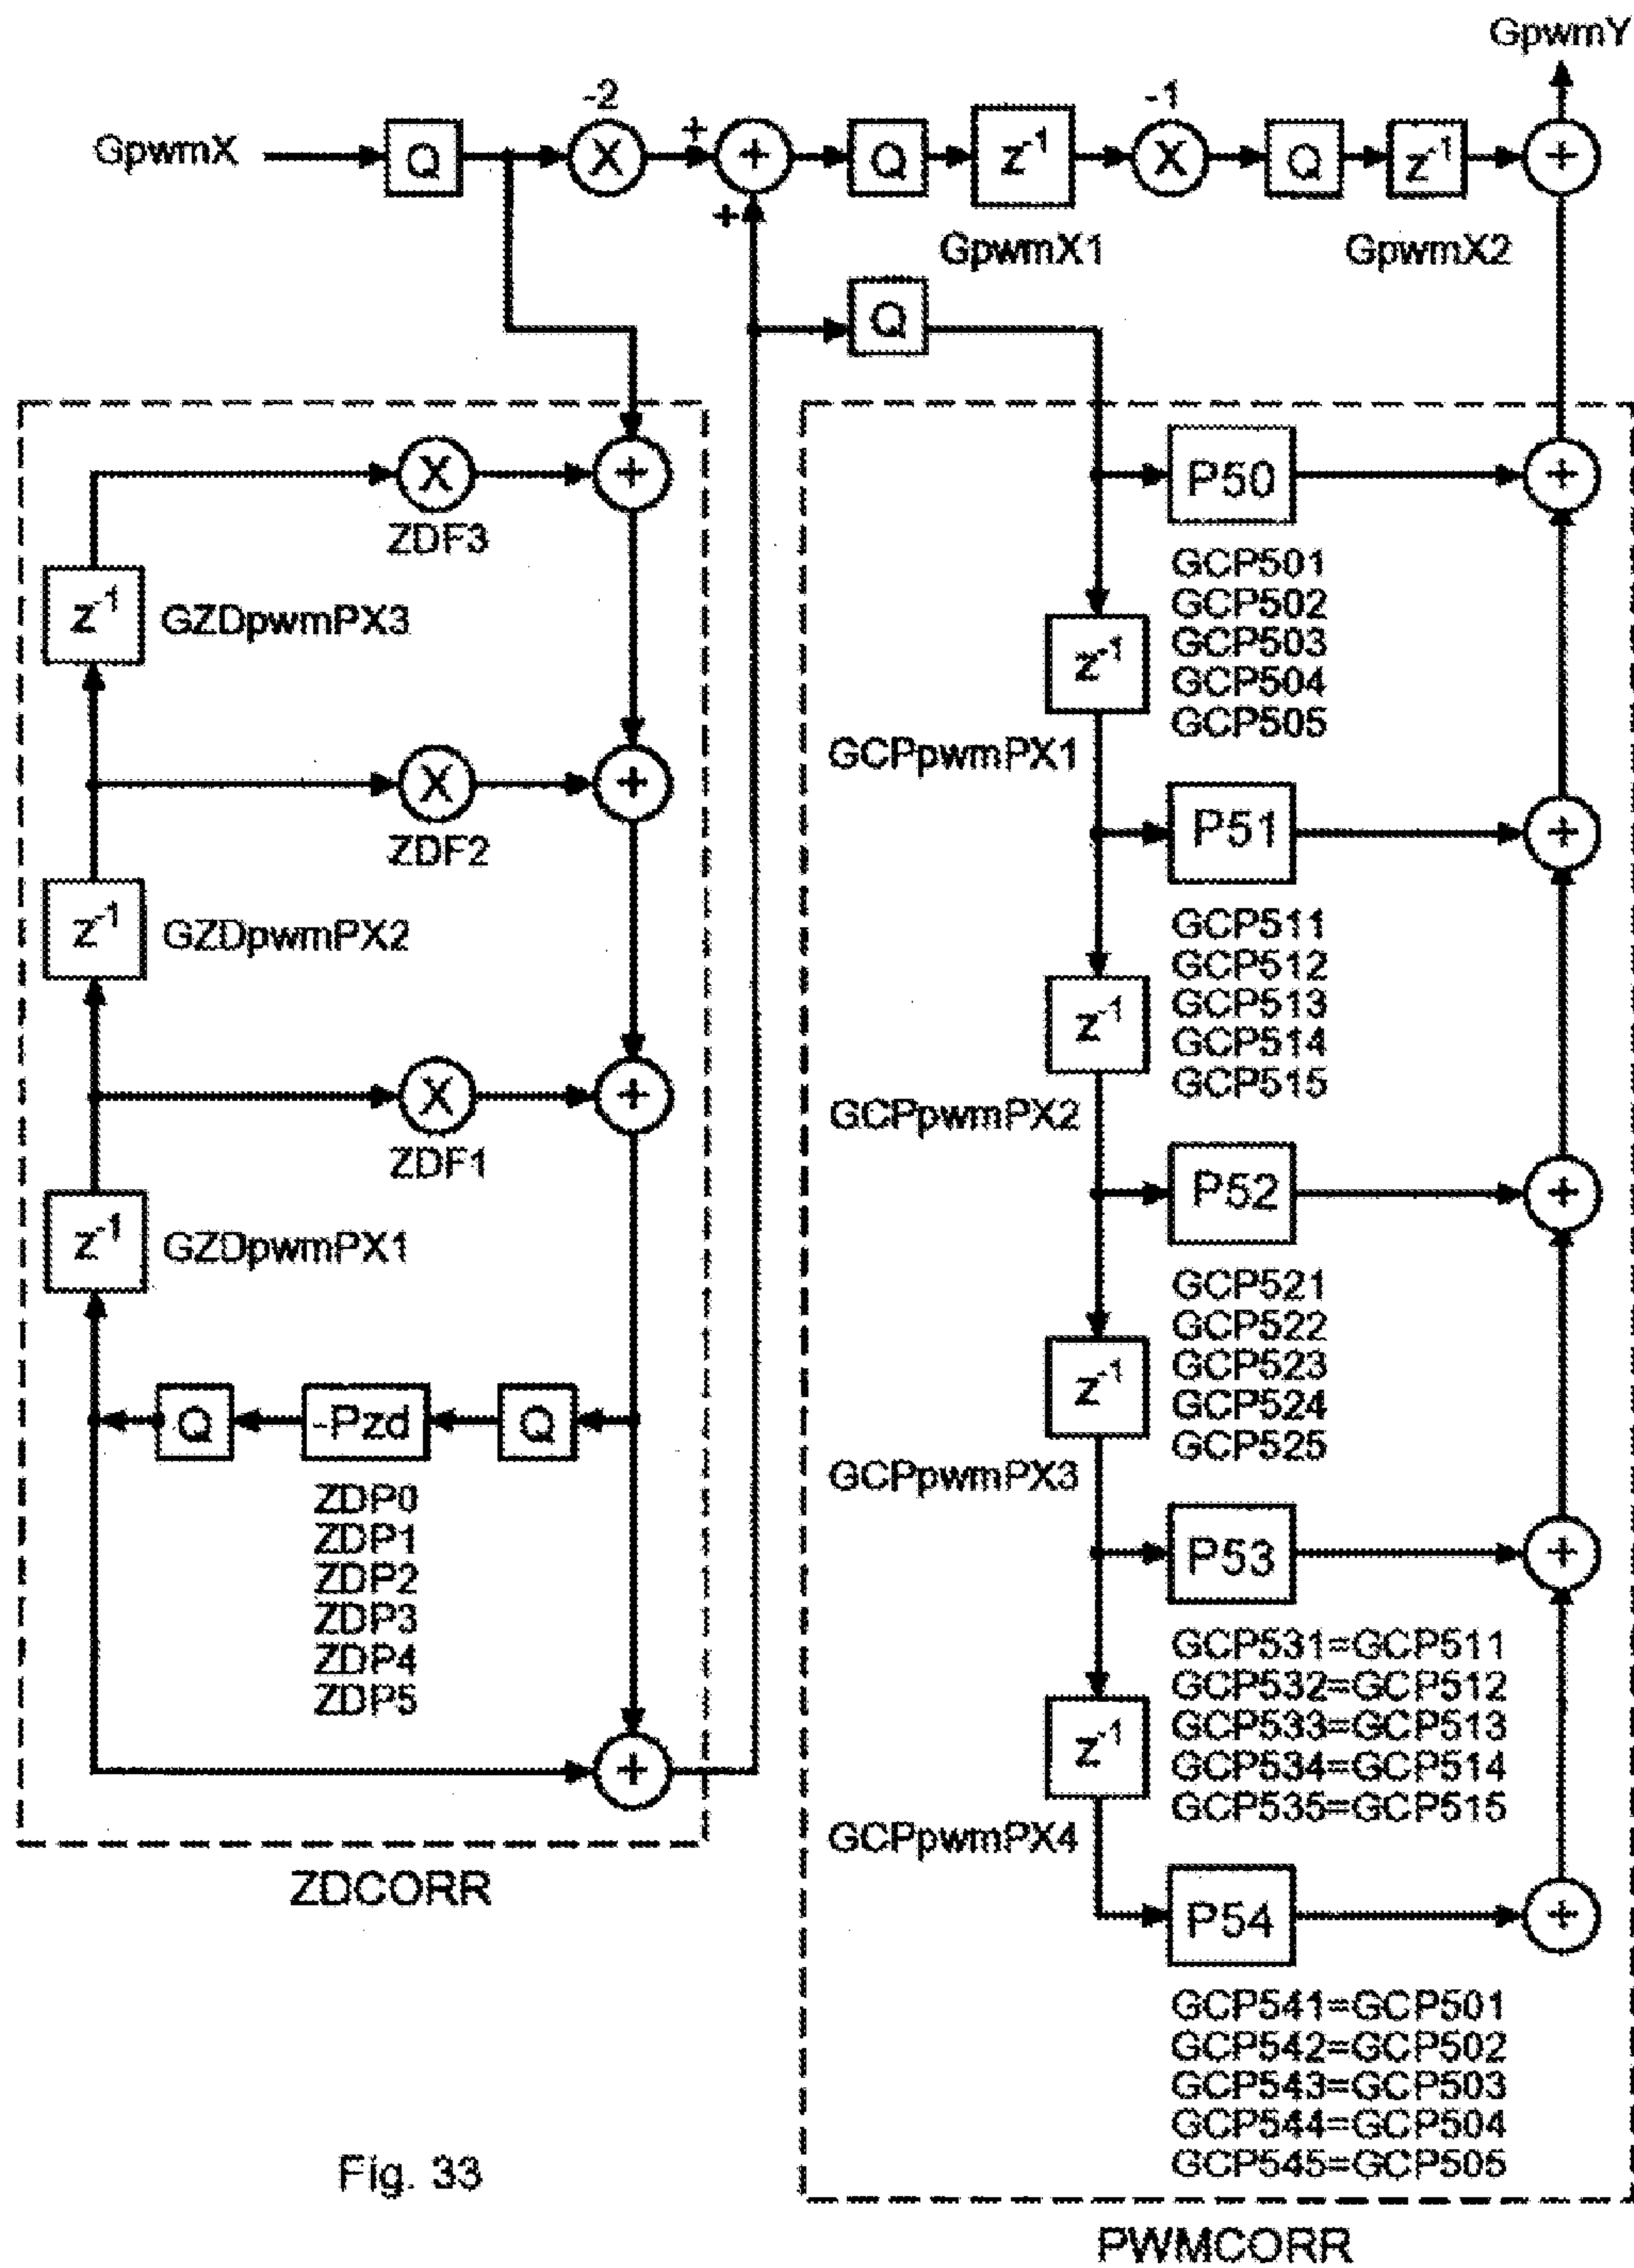 GpwmY
-2
-1
GpwmX
Q
X
+
+
Q
z-1
X
Q
z-1
+
+
GpwmX1
GpwmX2
Q
X
+
ZDF3
z-1
GZDpwmPX3
X
+
ZDF2
z-1
GZDpwmPX2
X
+
ZDF1
z-1
GZDpwmPX1
Q
-Pzd
Q
ZDP0
ZDP1
ZDP2
ZDP3
ZDP4
ZDP5
+
ZDCORR
P50
+
GCP501
GCP502
GCP503
GCP504
GCP505
z-1
GCPpwmPX1
P51
+
GCP511
GCP512
GCP513
GCP514
GCP515
z-1
GCPpwmPX2
P52
+
GCP521
GCP522
GCP523
GCP524
GCP525
z-1
GCPpwmPX3
P53
+
GCP531=GCP511
GCP532=GCP512
GCP533=GCP513
GCP534=GCP514
GCP535=GCP515
z-1
GCPpwmPX4
P54
+
GCP541=GCP501
GCP542=GCP502
GCP543=GCP503
GCP544=GCP504
GCP545=GCP505
PWMCORR
Fig. 33